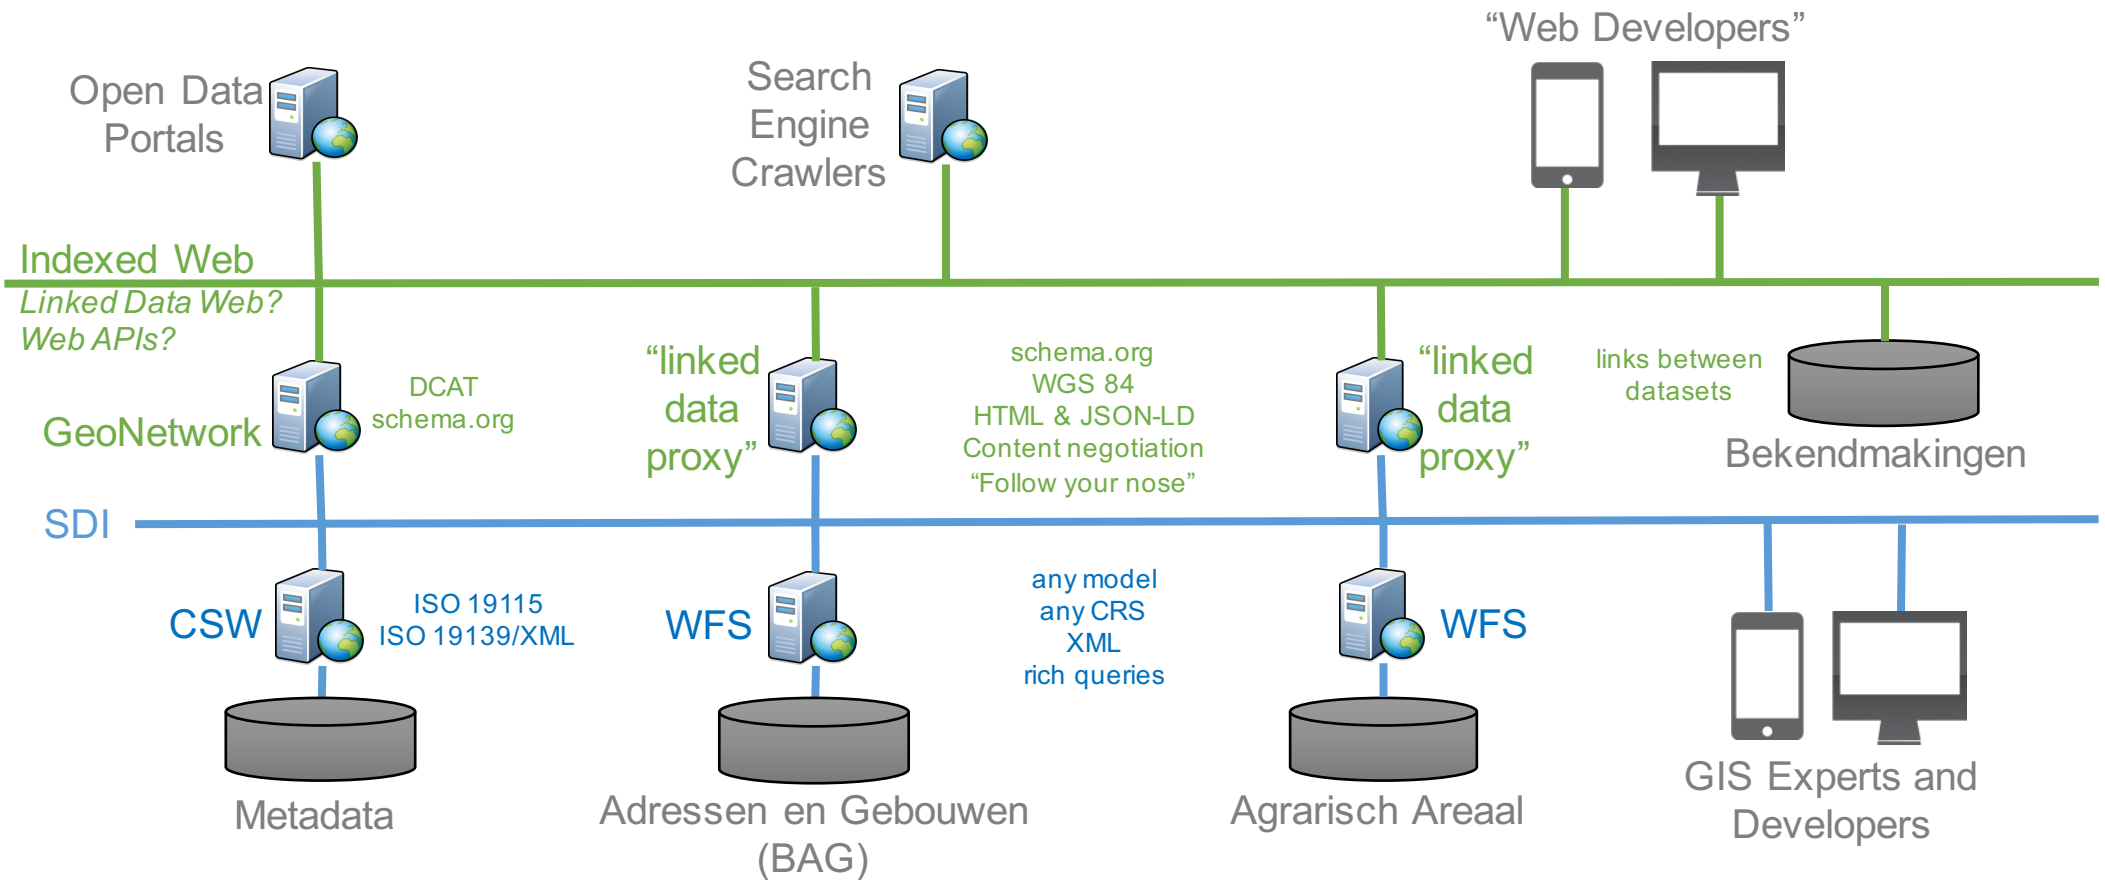 “Web Developers”
Open Data
Portals
Search
Engine
Crawlers
Indexed Web
Linked Data Web?
Web APIs?
GeoNetwork
DCAT
schema.org
“linked
data
proxy”
schema.org
WGS 84
HTML & JSON-LD
Content negotiation
“Follow your nose”
“linked
data
proxy”
links between
datasets
Bekendmakingen
SDI
CSW
ISO 19115
ISO 19139/XML
WFS
any model
any CRS
XML
rich queries
WFS
Metadata
Adressen en Gebouwen
(BAG)
Agrarisch Areaal
GIS Experts and
Developers